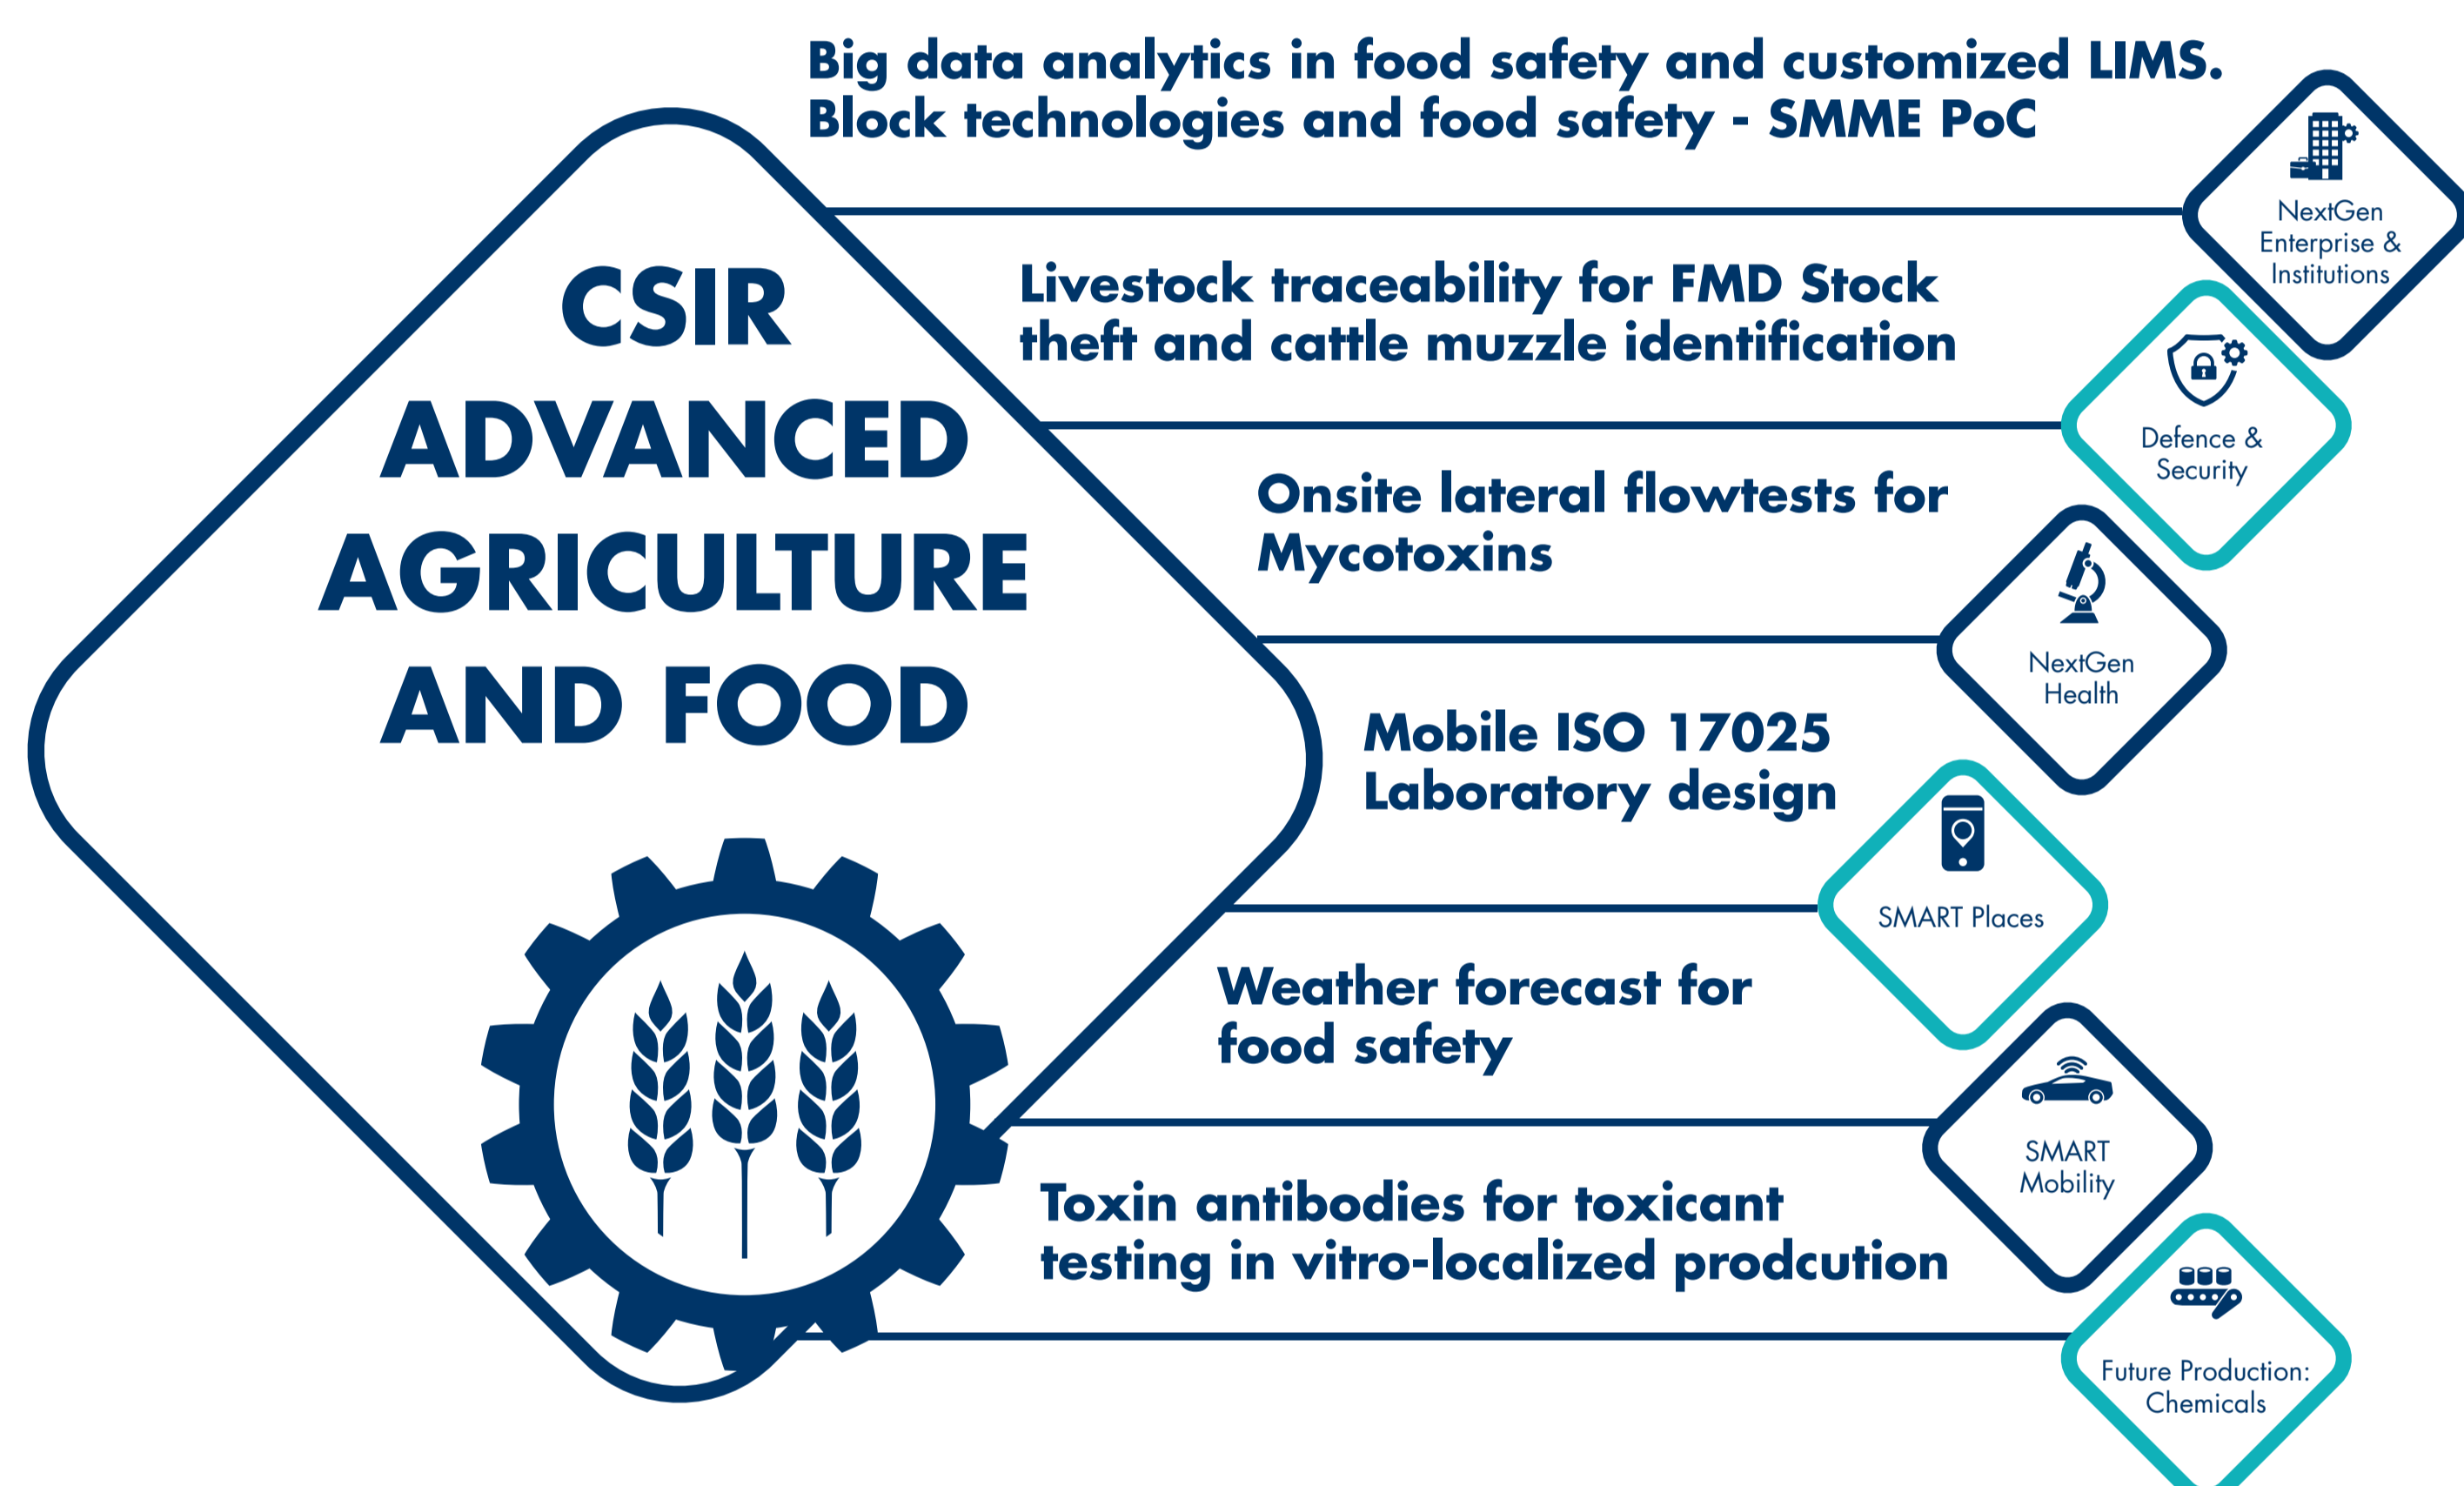 Big data analytics in food safety and customized LIMS.
Block technologies and food safety - SMME PoC
NextGen
Enterprise &
Institutions
CSIR
ADVANCED
AGRICULTURE
AND FOOD
Livestock traceability for FMD Stock
theft and cattle muzzle identification
Defence &
Security
Onsite lateral flowtests for
Mycotoxins
NextGen
Health
Mobile ISO 17025
Laboratory design
SMART Places
Weather forecast for
food safety
SMART
Mobility
Toxin antibodies for toxicant
testing in vitro-localized prodcution
Future Production:
Chemicals